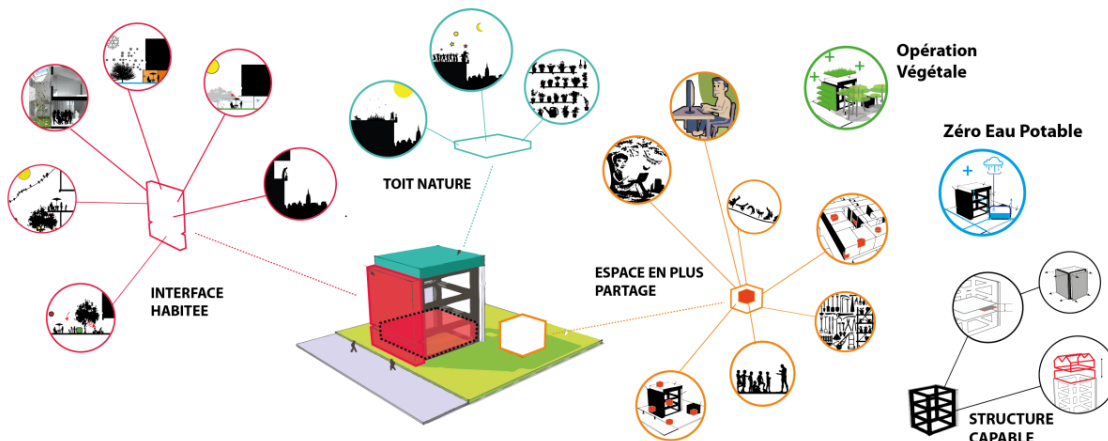 Opération
Végétale
Zéro Eau Potable
TOIT NATURE
ESPACE EN PLUS
PARTAGE
INTERFACE
HABITEE
STRUCTURE
CAPABLE